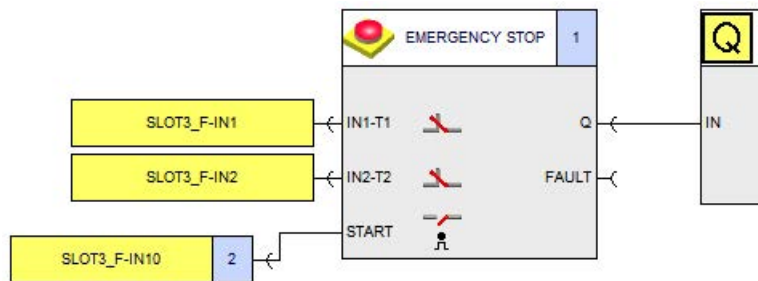 EMERGENCY STOP 1
Q
SLOT3_F-IN1
IN1-T1
Q
IN
SLOT3_F-IN2
IN2-T2
FAULT
START
SLOT3_F-IN10 2